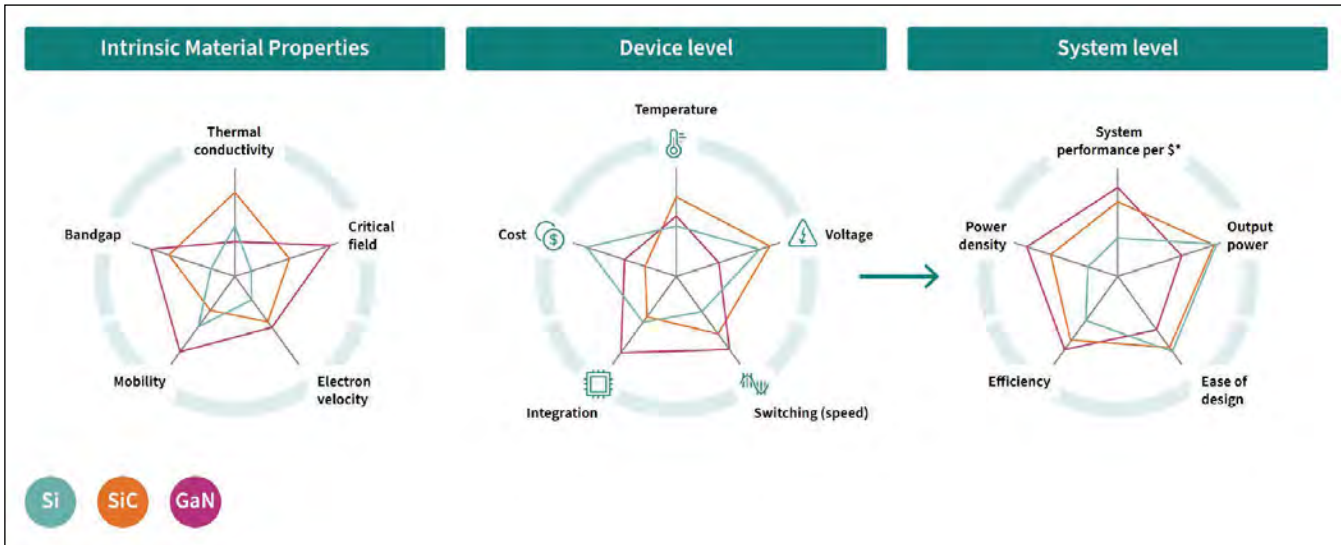 Intrinsic Material Properties
Thermal
conductivity
Bandgap
Critical
field
Mobility
Electron
velocity
Device level
Temperature
Cost
$
Voltage
Integration
Switching (speed)
System level
System
performance per $*
Power
density
Output
power
Efficiency
Ease of
design
Si
SiC
GaN